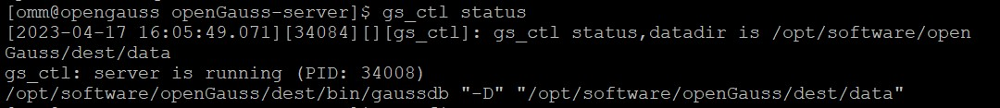 [omm@opengauss openGauss-server]$ gs_ctl status
[2023-04-17 16:05:49.071][34084][][gs_ctl]: gs_ctl status,datadir is /opt/software/open
Gauss/dest/data
gs_ctl: server is running (PID: 34008)
/opt/software/openGauss/dest/bin/gaussdb "-D" "/opt/software/openGauss/dest/data"